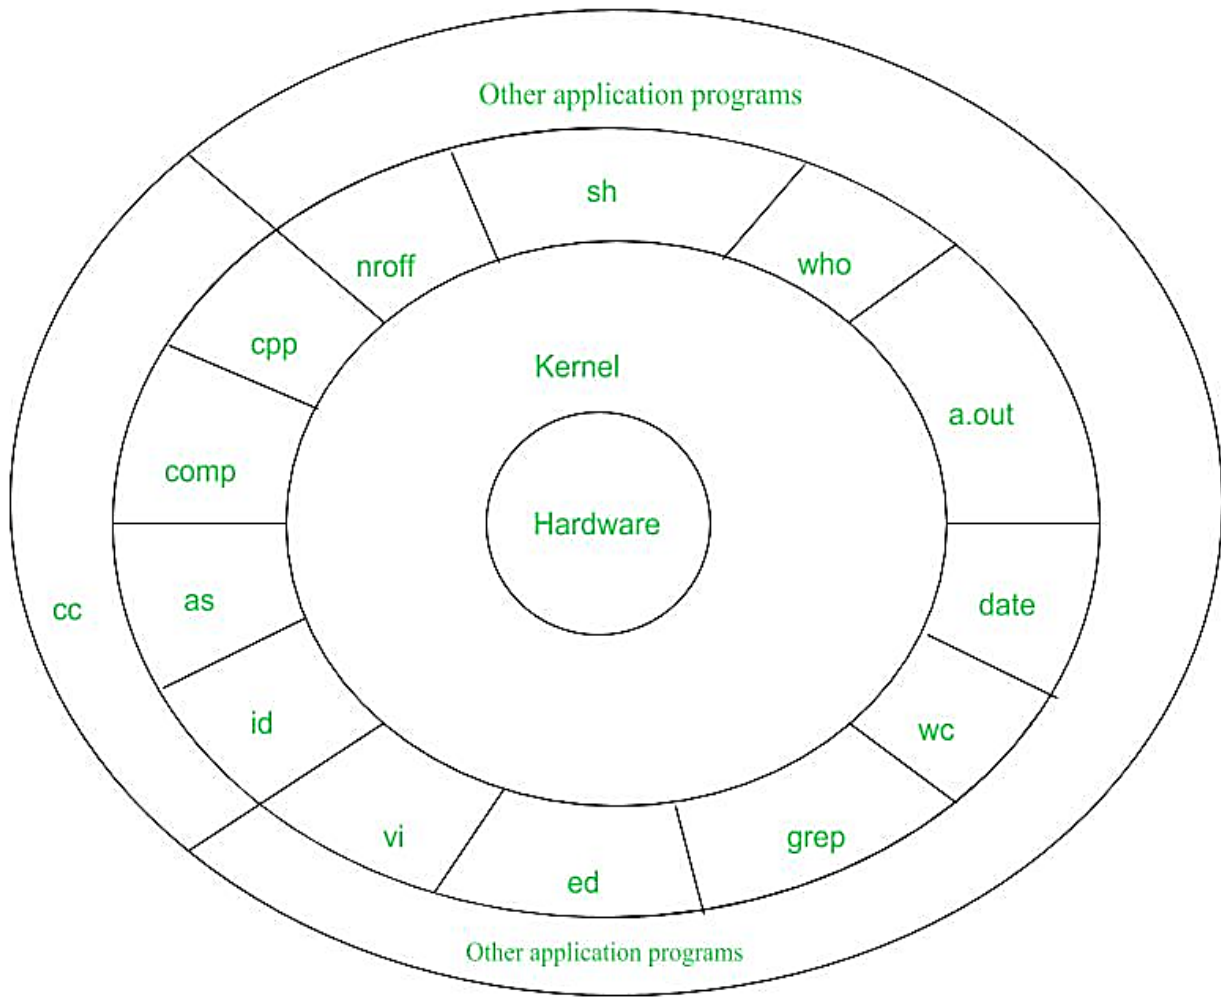 Other application programs
sh
nroff
who
cpp
Kernel
a.out
comp
Hardware
as
date
cc
id
wc
vi
grep
ed
Other application programs